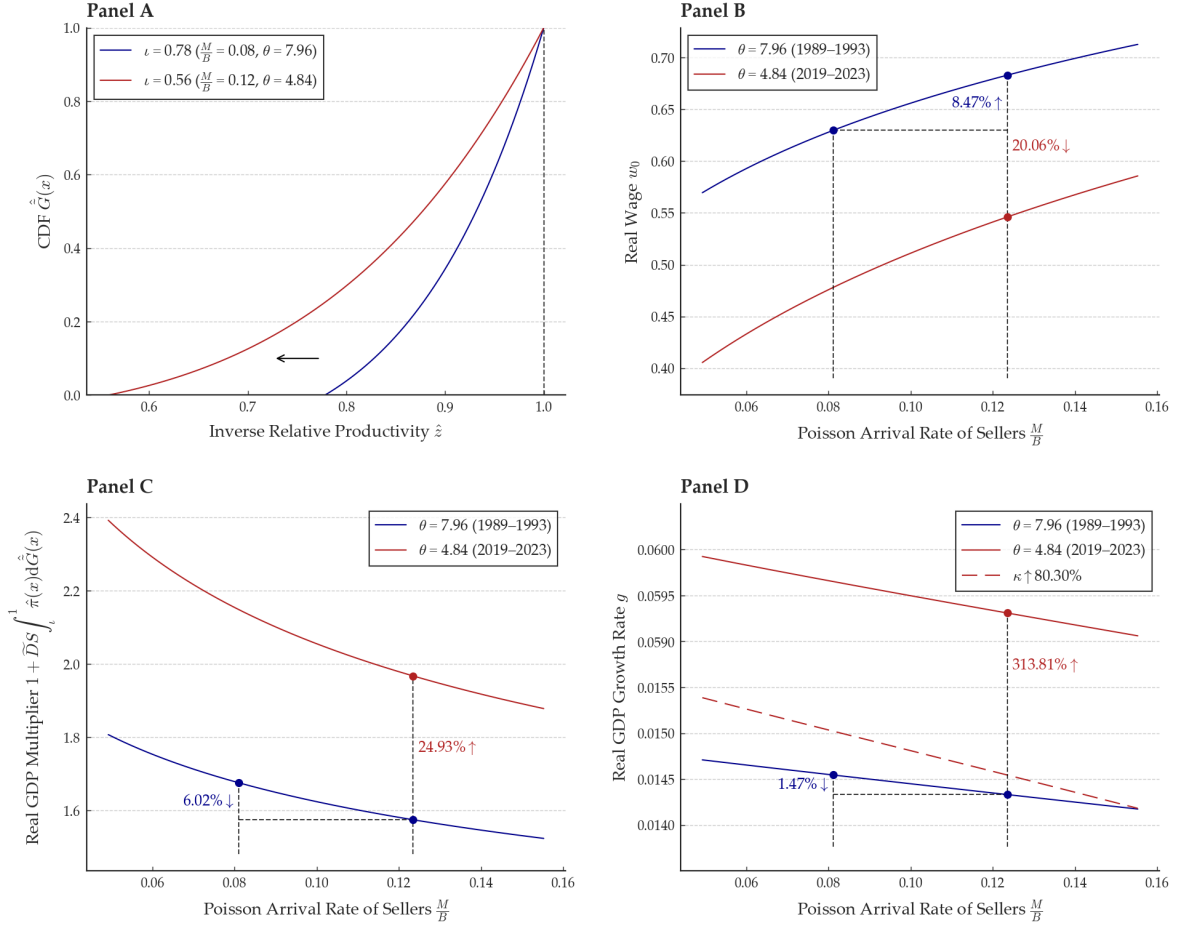 Panel A
ι = 0.78 (M/B = 0.08, θ = 7.96)
ι = 0.56 (M/B = 0.12, θ = 4.84)
CDF \hat{\tilde{G}}(x)
1.0
0.8
0.6
0.4
0.2
0.0
0.6 0.7 0.8 0.9 1.0
Inverse Relative Productivity ẑ
Panel B
θ = 7.96 (1989–1993)
θ = 4.84 (2019–2023)
Real Wage w₀
0.70
0.65
0.60
0.55
0.50
0.45
0.40
8.47% ↑
20.06% ↓
0.06 0.08 0.10 0.12 0.14 0.16
Poisson Arrival Rate of Sellers M/B
Panel C
θ = 7.96 (1989–1993)
θ = 4.84 (2019–2023)
Real GDP Multiplier 1 + \tilde{D}S ∫_ι^1 \hat{π}(x)d\hat{\tilde{G}}(x)
2.4
2.2
2.0
1.8
1.6
24.93% ↑
6.02% ↓
0.06 0.08 0.10 0.12 0.14 0.16
Poisson Arrival Rate of Sellers M/B
Panel D
θ = 7.96 (1989–1993)
θ = 4.84 (2019–2023)
κ ↑ 80.30%
Real GDP Growth Rate g
0.0600
0.0595
0.0590
0.0155
0.0150
0.0145
0.0140
313.81% ↑
1.47% ↓
0.06 0.08 0.10 0.12 0.14 0.16
Poisson Arrival Rate of Sellers M/B